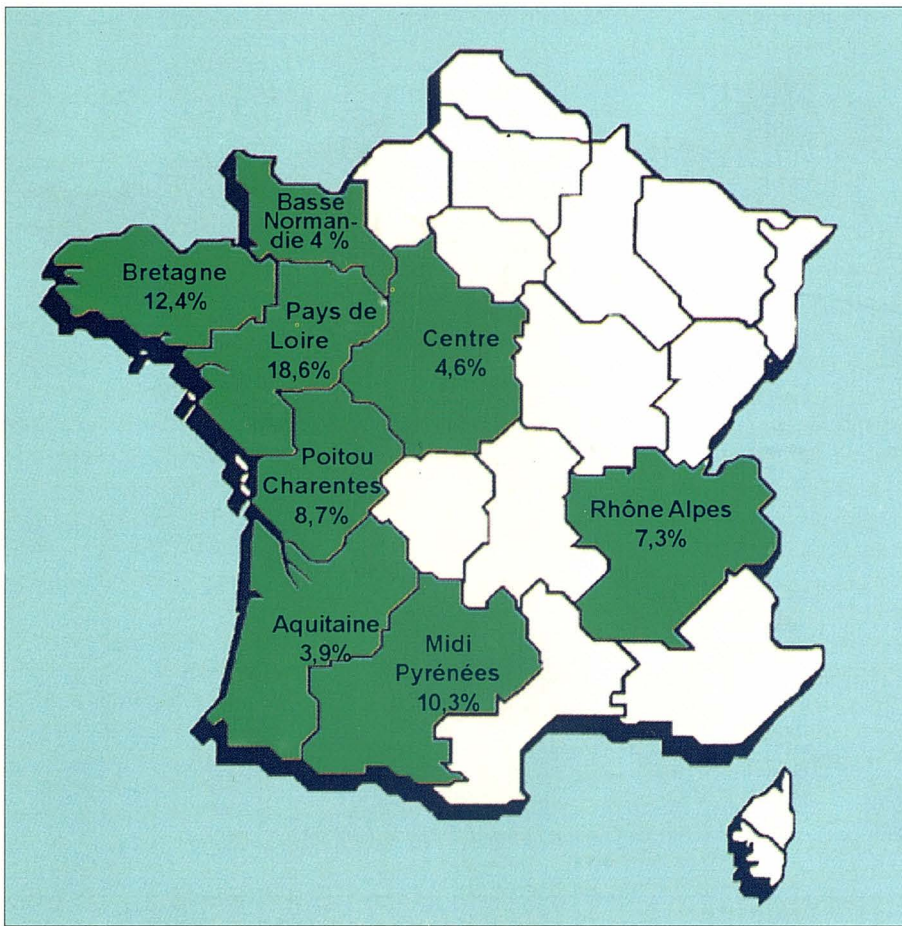 Basse
Norman-
die 4 %
Bretagne
12,4%
Pays de
Loire
18,6%
Centre
4,6%
Poitou
Charentes
8,7%
Rhône Alpes
7,3%
Aquitaine
3,9%
Midi
Pyrénées
10,3%